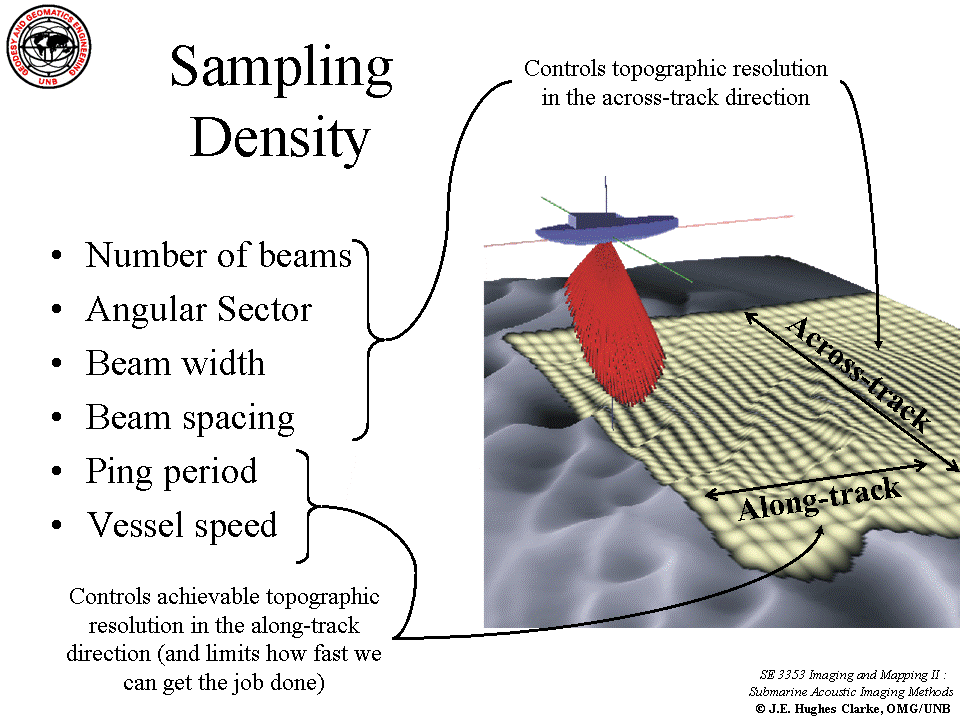 GEODESY AND GEOMATICS ENGINEERING
UNB
Sampling
Density
Controls topographic resolution
in the across-track direction
• Number of beams
• Angular Sector
• Beam width
• Beam spacing
• Ping period
• Vessel speed
Across-track
Along-track
Controls achievable topographic
resolution in the along-track
direction (and limits how fast we
can get the job done)
SE 3353 Imaging and Mapping II :
Submarine Acoustic Imaging Methods
© J.E. Hughes Clarke, OMG/UNB